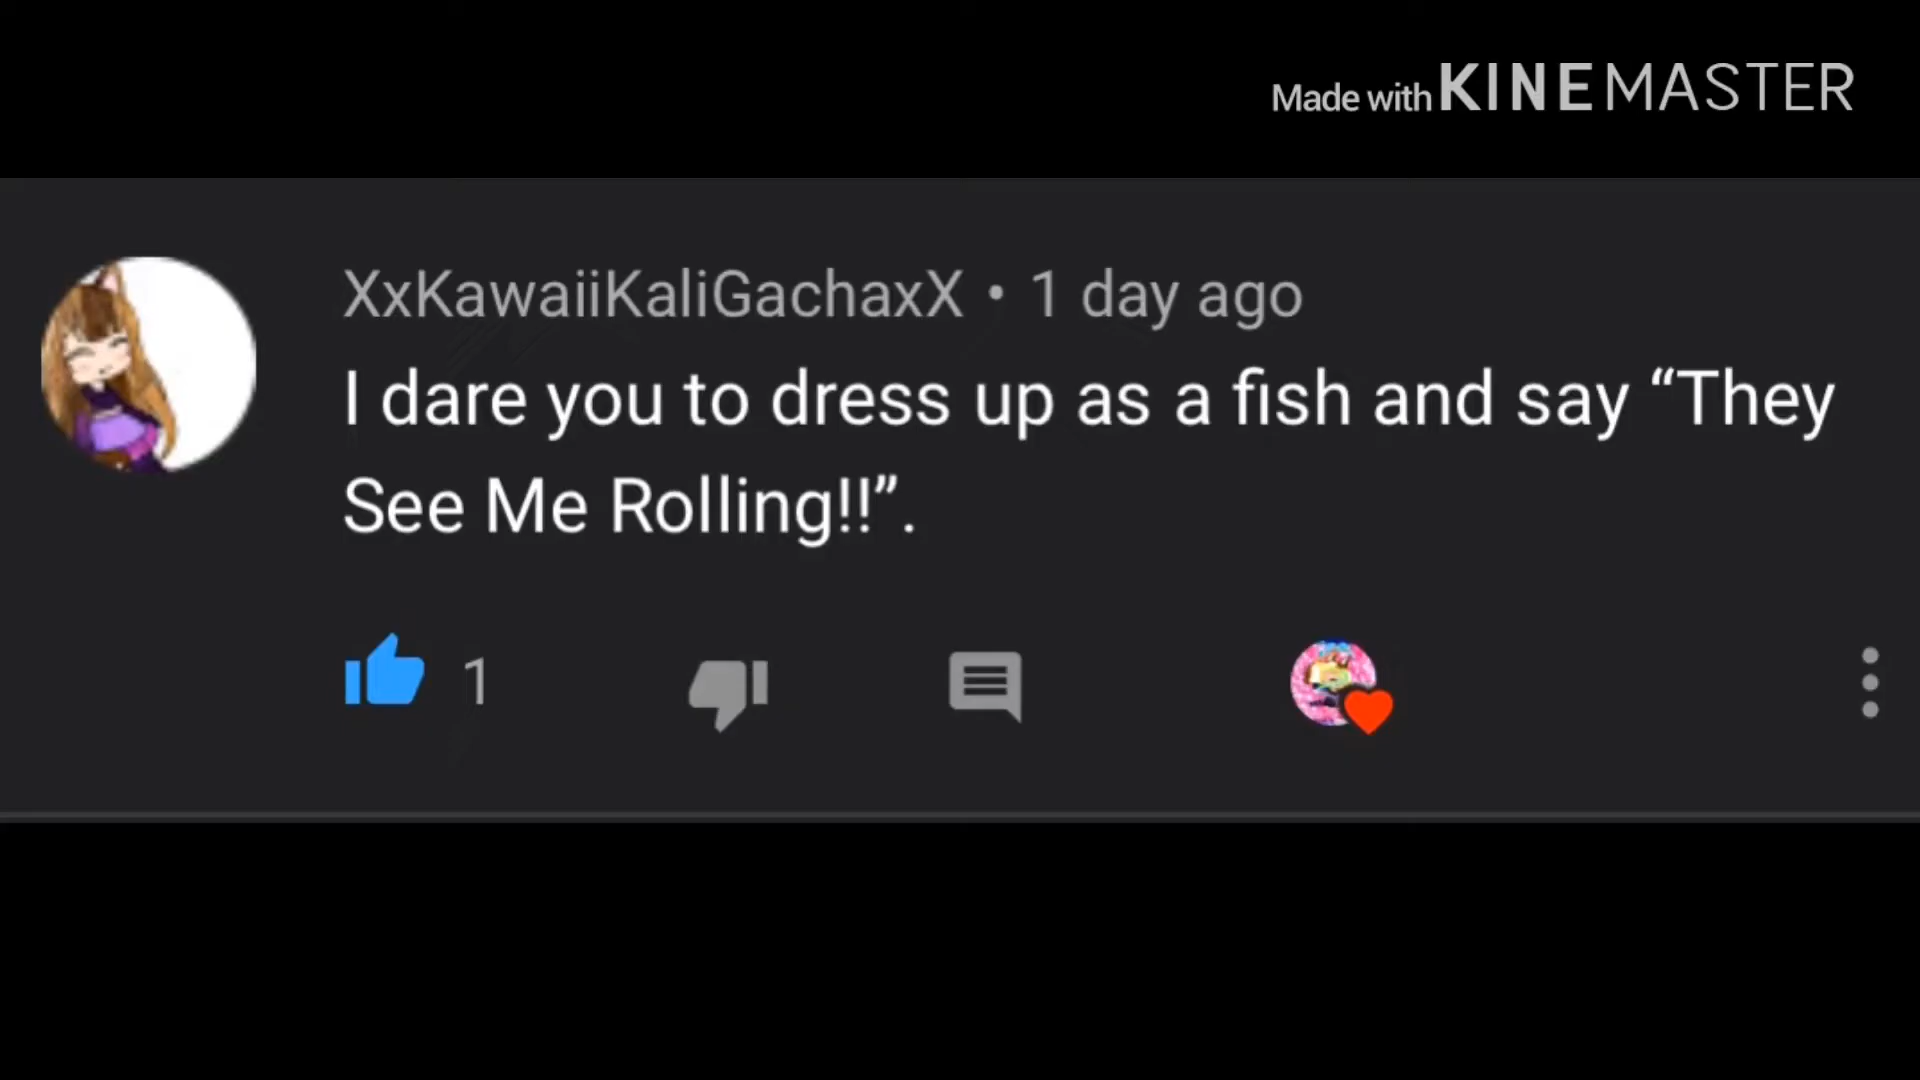 Made with KINEMASTER
XxKawaiiKaliGachaxX • 1 day ago
I dare you to dress up as a fish and say “They
See Me Rolling!!”.
1